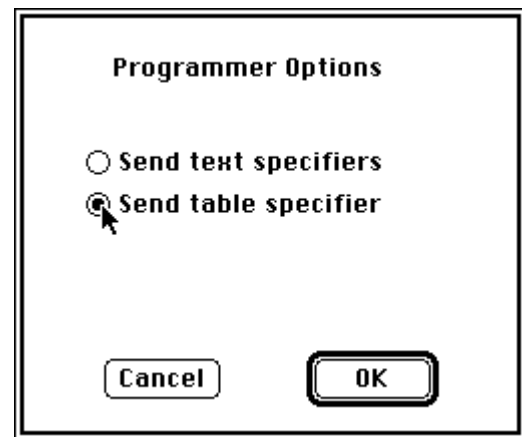 Programmer Options
Send text specifiers
Send table specifier
Cancel OK